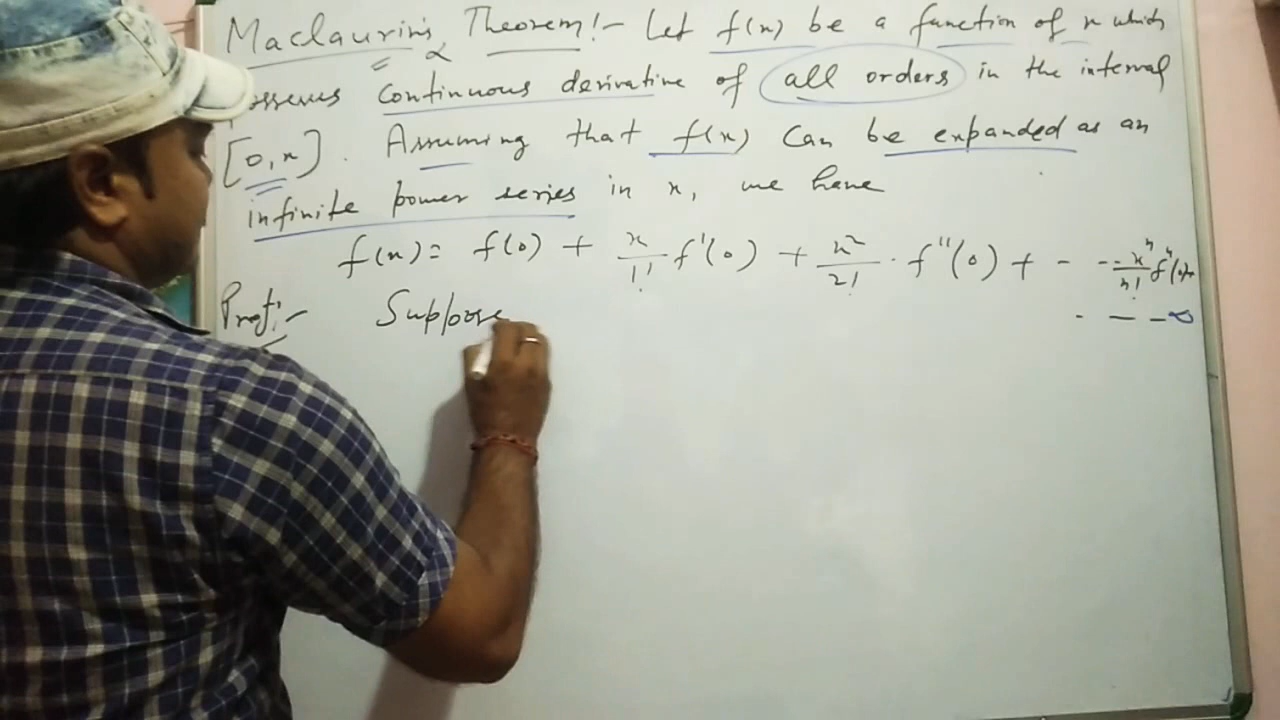 Maclaurin's Theorem:- Let f(x) be a function of x which
possesses continuous derivative of all orders in the interval
[0, x]. Assuming that f(x) can be expanded as an
infinite power series in x, we have
f(x) = f(0) + x/1! f'(0) + x²/2! · f''(0) + - - - xⁿ/n! fⁿ(0)+
· — — ∞
Proof:- Suppose